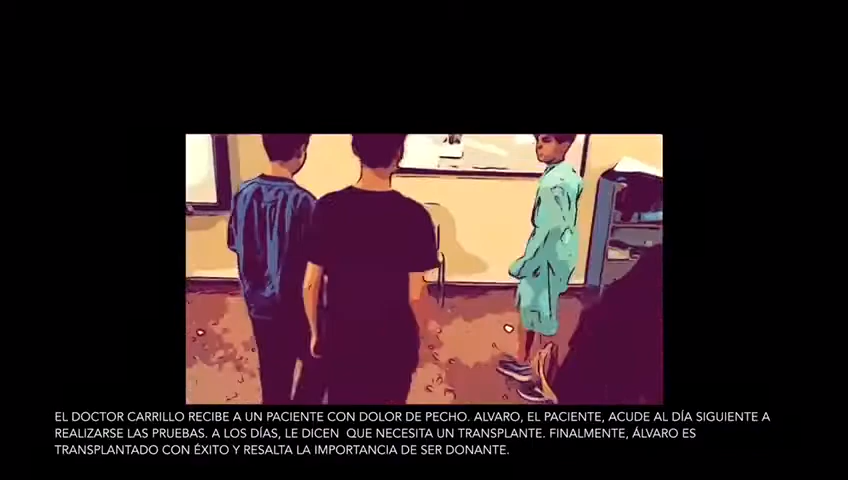 EL DOCTOR CARRILLO RECIBE A UN PACIENTE CON DOLOR DE PECHO. ALVARO, EL PACIENTE, ACUDE AL DÍA SIGUIENTE A
REALIZARSE LAS PRUEBAS. A LOS DÍAS, LE DICEN QUE NECESITA UN TRANSPLANTE. FINALMENTE, ÁLVARO ES
TRANSPLANTADO CON ÉXITO Y RESALTA LA IMPORTANCIA DE SER DONANTE.